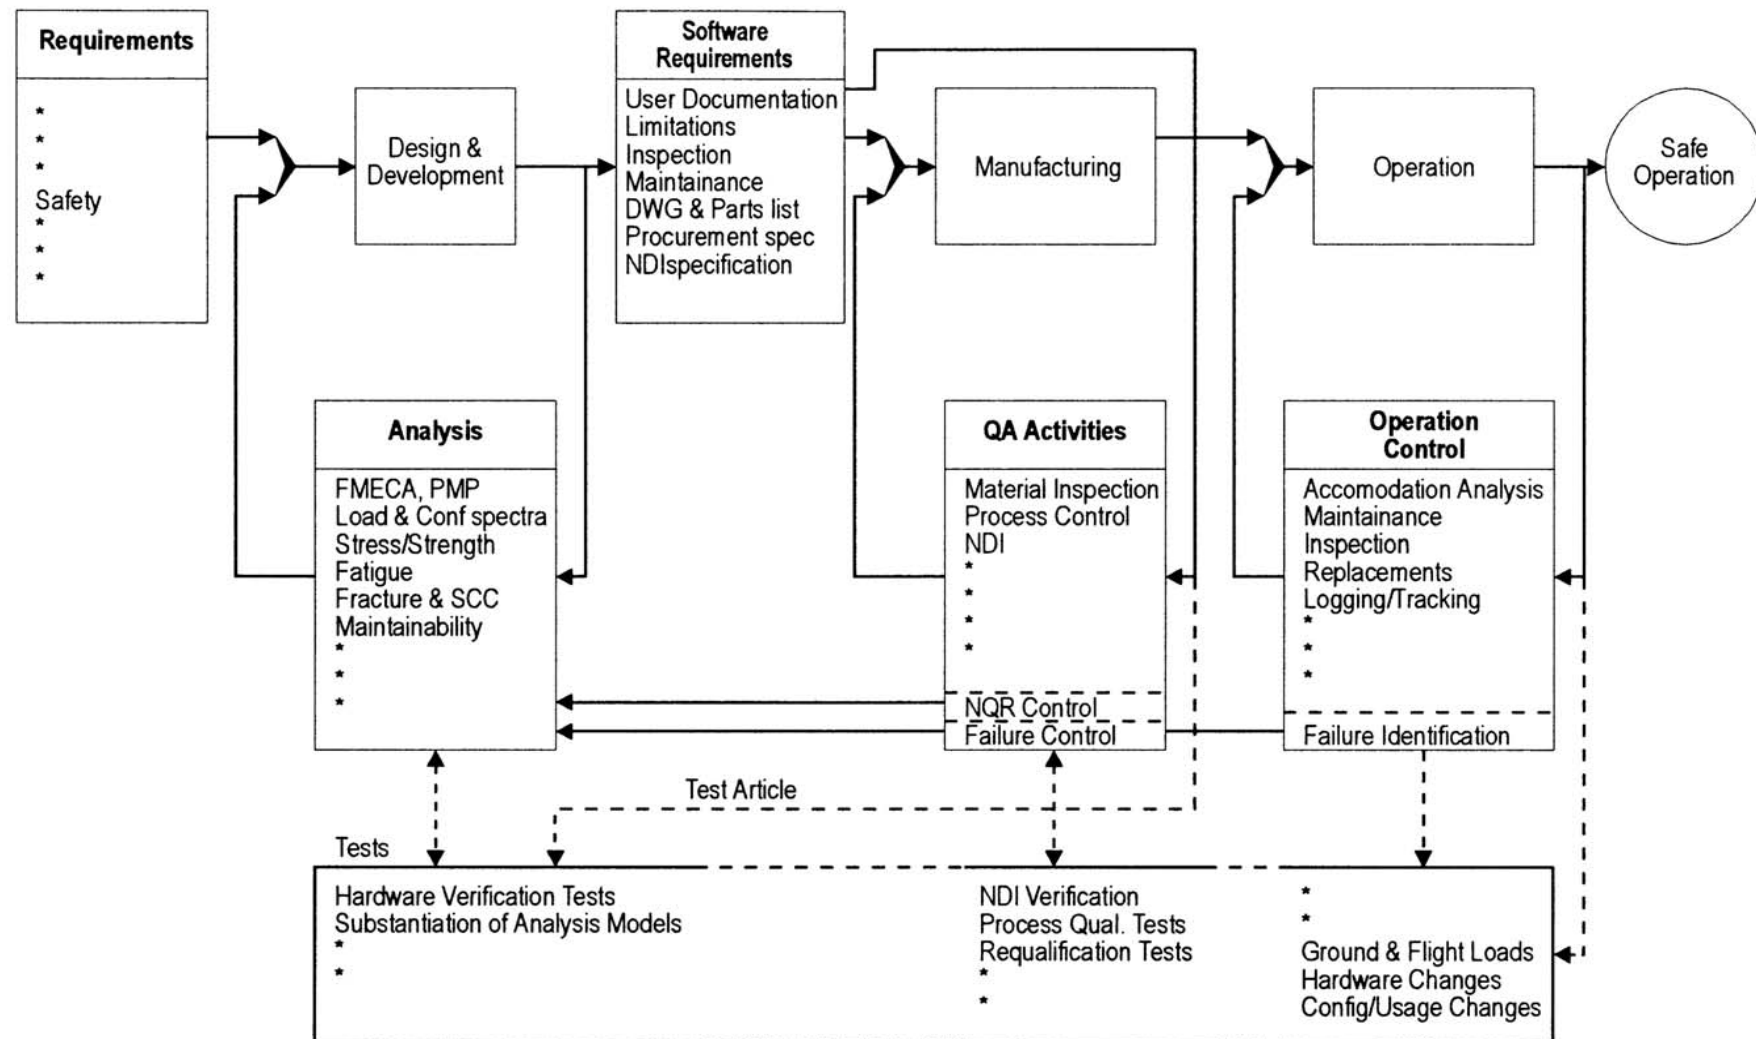 Requirements
*
*
*
Safety
*
*
*
Design &
Development
Software
Requirements
User Documentation
Limitations
Inspection
Maintainance
DWG & Parts list
Procurement spec
NDIspecification
Manufacturing
Operation
Safe
Operation
Analysis
FMECA, PMP
Load & Conf spectra
Stress/Strength
Fatigue
Fracture & SCC
Maintainability
*
*
*
QA Activities
Material Inspection
Process Control
NDI
*
*
*
*
NQR Control
Failure Control
Operation
Control
Accomodation Analysis
Maintainance
Inspection
Replacements
Logging/Tracking
*
*
*
Failure Identification
Test Article
Tests
Hardware Verification Tests
Substantiation of Analysis Models
*
*
NDI Verification
Process Qual. Tests
Requalification Tests
*
*
*
*
Ground & Flight Loads
Hardware Changes
Config/Usage Changes